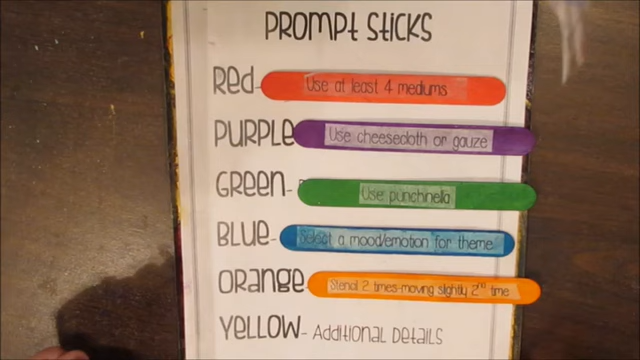 PROMPT STICKS
Red- Use at least 4 mediums
PURPLE Use cheesecloth or gauze
GREEN- Use punchinella
BLUE- Select a mood/emotion for theme
ORANGE Stencil 2 times-moving slightly 2nd time
YELLOW- Additional Details